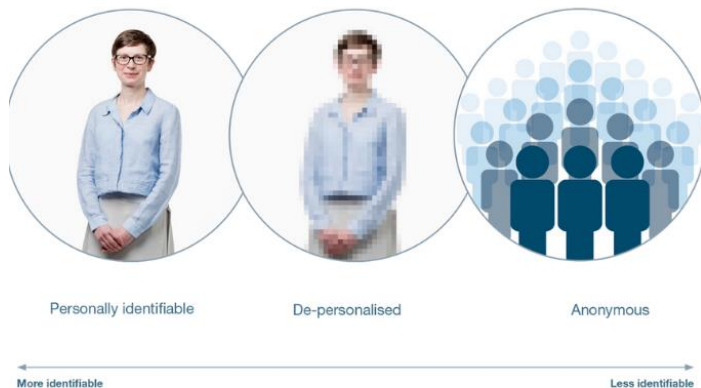 Personally identifiable
De-personalised
Anonymous
More identifiable
Less identifiable